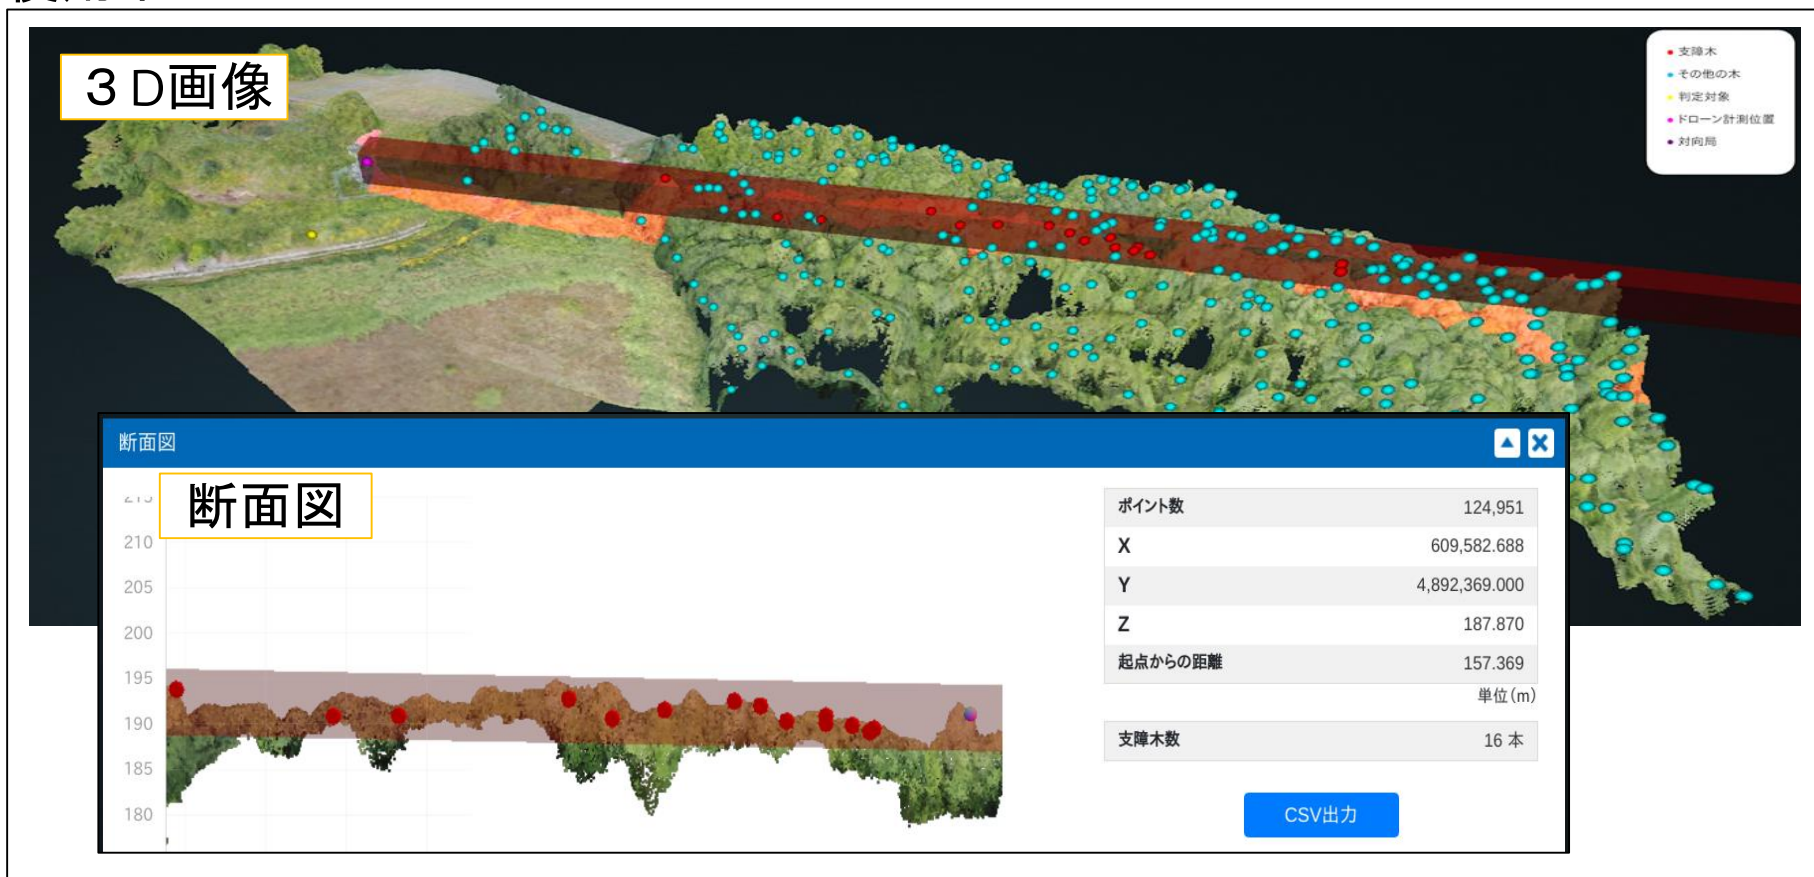 ３D画像
支障木
その他の木
判定対象
ドローン計測位置
対向局
断面図
断面図
210
205
200
195
190
185
180
ポイント数 124,951
X 609,582.688
Y 4,892,369.000
Z 187.870
起点からの距離 157.369
単位(m)
支障木数 16 本
CSV出力